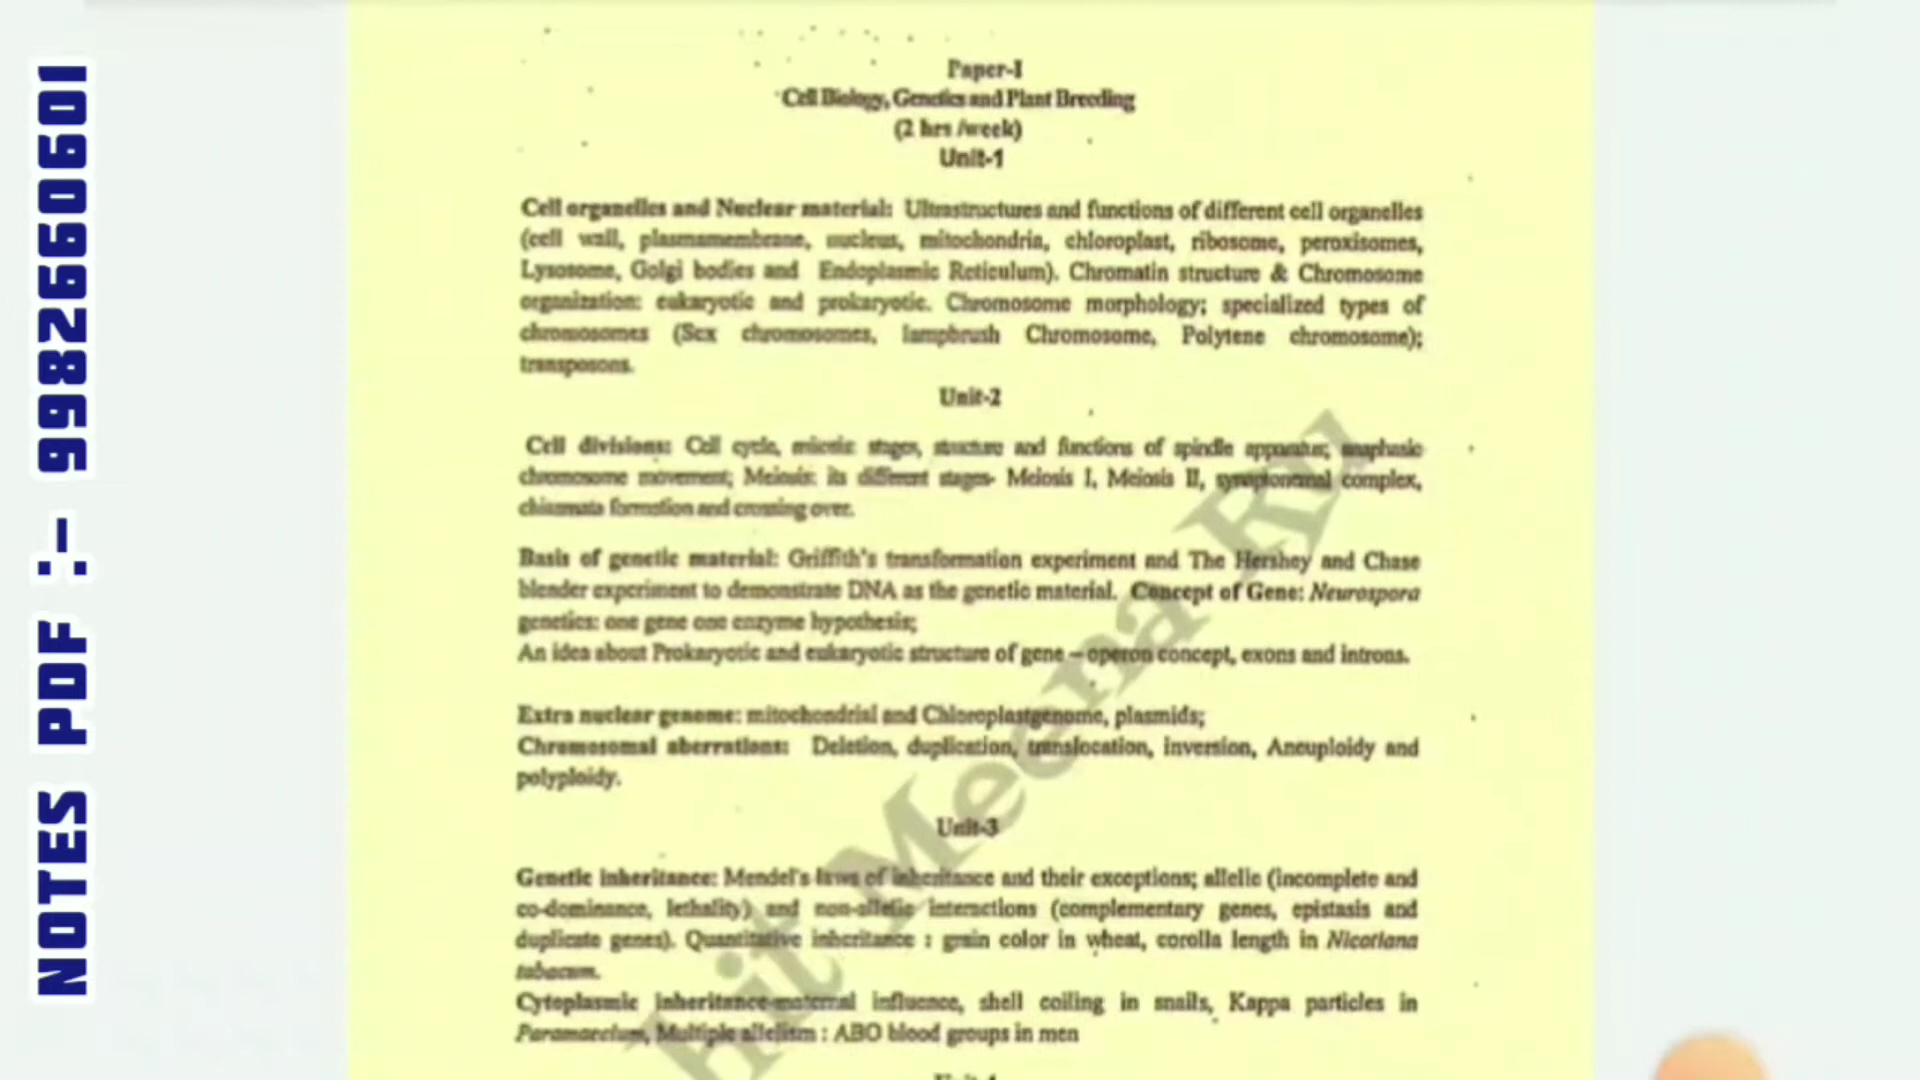 NOTES PDF :- 9982660601
Paper-I
Cell Biology, Genetics and Plant Breeding
(2 hrs /week)
Unit-1
Cell organelles and Nuclear material: Ultrastructures and functions of different cell organelles
(cell wall, plasmamembrane, nucleus, mitochondria, chloroplast, ribosome, peroxisomes,
Lysosome, Golgi bodies and Endoplasmic Reticulum). Chromatin structure & Chromosome
organization: eukaryotic and prokaryotic. Chromosome morphology; specialized types of
chromosomes (Sex chromosomes, lampbrush Chromosome, Polytene chromosome);
transposons.
Unit-2
Cell divisions: Cell cycle, mitotic stages, structure and functions of spindle apparatus; anaphasic
chromosome movement; Meiosis: its different stages- Meiosis I, Meiosis II, synaptonemal complex,
chiasmata formation and crossing over.
Basis of genetic material: Griffith's transformation experiment and The Hershey and Chase
blender experiment to demonstrate DNA as the genetic material. Concept of Gene: Neurospora
genetics: one gene one enzyme hypothesis;
An idea about Prokaryotic and eukaryotic structure of gene – operon concept, exons and introns.
Extra nuclear genome: mitochondrial and Chloroplastgenome, plasmids;
Chromosomal aberrations: Deletion, duplication, translocation, inversion, Aneuploidy and
polyploidy.
Unit-3
Genetic inheritance: Mendel's laws of inheritance and their exceptions; allelic (incomplete and
co-dominance, lethality) and non-allelic interactions (complementary genes, epistasis and
duplicate genes). Quantitative inheritance : grain color in wheat, corolla length in Nicotiana
tabacum.
Cytoplasmic inheritance-maternal influence, shell coiling in snails, Kappa particles in
Paramaecium, Multiple allelism : ABO blood groups in men
hit Meena Rv